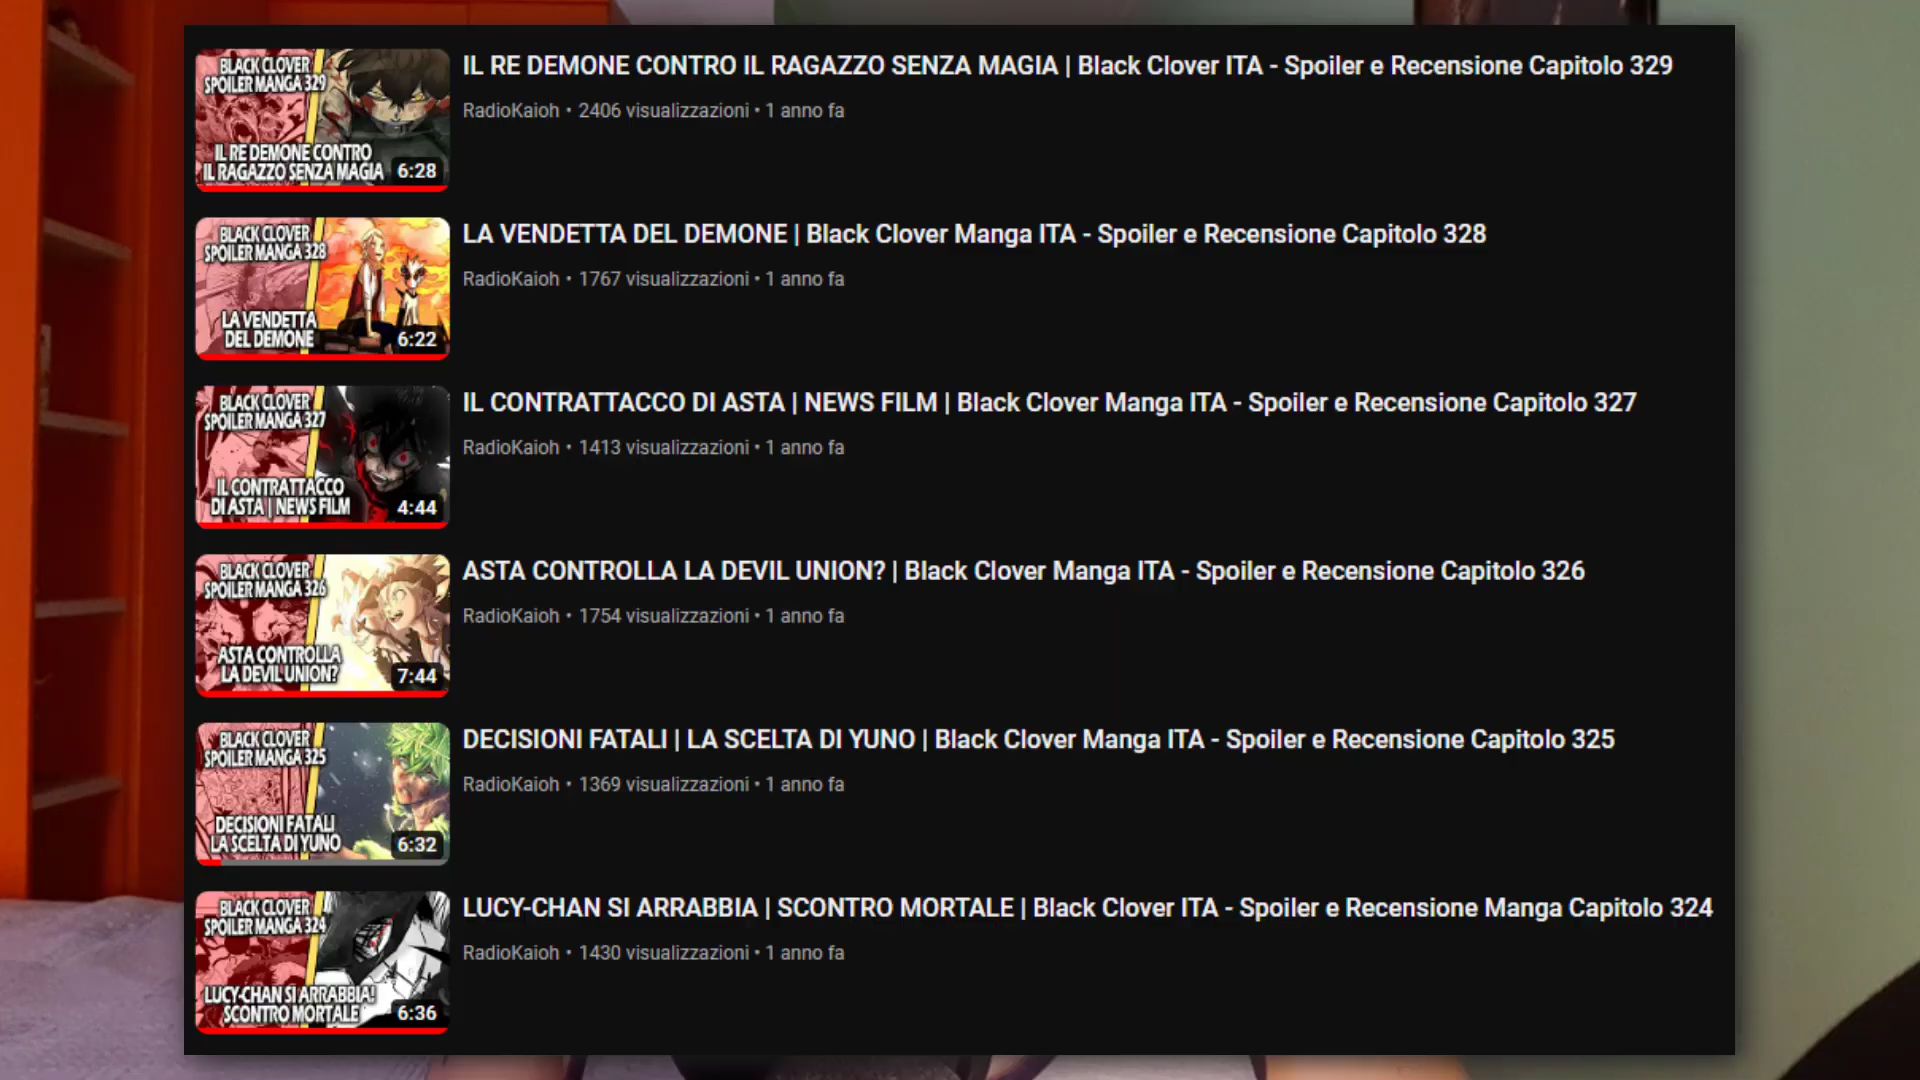 BLACK CLOVER
SPOILER MANGA 329
IL RE DEMONE CONTRO
IL RAGAZZO SENZA MAGIA
6:28
IL RE DEMONE CONTRO IL RAGAZZO SENZA MAGIA | Black Clover ITA - Spoiler e Recensione Capitolo 329
RadioKaioh • 2406 visualizzazioni • 1 anno fa
BLACK CLOVER
SPOILER MANGA 328
LA VENDETTA
DEL DEMONE
6:22
LA VENDETTA DEL DEMONE | Black Clover Manga ITA - Spoiler e Recensione Capitolo 328
RadioKaioh • 1767 visualizzazioni • 1 anno fa
BLACK CLOVER
SPOILER MANGA 327
IL CONTRATTACCO
DI ASTA | NEWS FILM
4:44
IL CONTRATTACCO DI ASTA | NEWS FILM | Black Clover Manga ITA - Spoiler e Recensione Capitolo 327
RadioKaioh • 1413 visualizzazioni • 1 anno fa
BLACK CLOVER
SPOILER MANGA 326
ASTA CONTROLLA
LA DEVIL UNION?
7:44
ASTA CONTROLLA LA DEVIL UNION? | Black Clover Manga ITA - Spoiler e Recensione Capitolo 326
RadioKaioh • 1754 visualizzazioni • 1 anno fa
BLACK CLOVER
SPOILER MANGA 325
DECISIONI FATALI
LA SCELTA DI YUNO
6:32
DECISIONI FATALI | LA SCELTA DI YUNO | Black Clover Manga ITA - Spoiler e Recensione Capitolo 325
RadioKaioh • 1369 visualizzazioni • 1 anno fa
BLACK CLOVER
SPOILER MANGA 324
LUCY-CHAN SI ARRABBIA!
SCONTRO MORTALE
6:36
LUCY-CHAN SI ARRABBIA | SCONTRO MORTALE | Black Clover ITA - Spoiler e Recensione Manga Capitolo 324
RadioKaioh • 1430 visualizzazioni • 1 anno fa